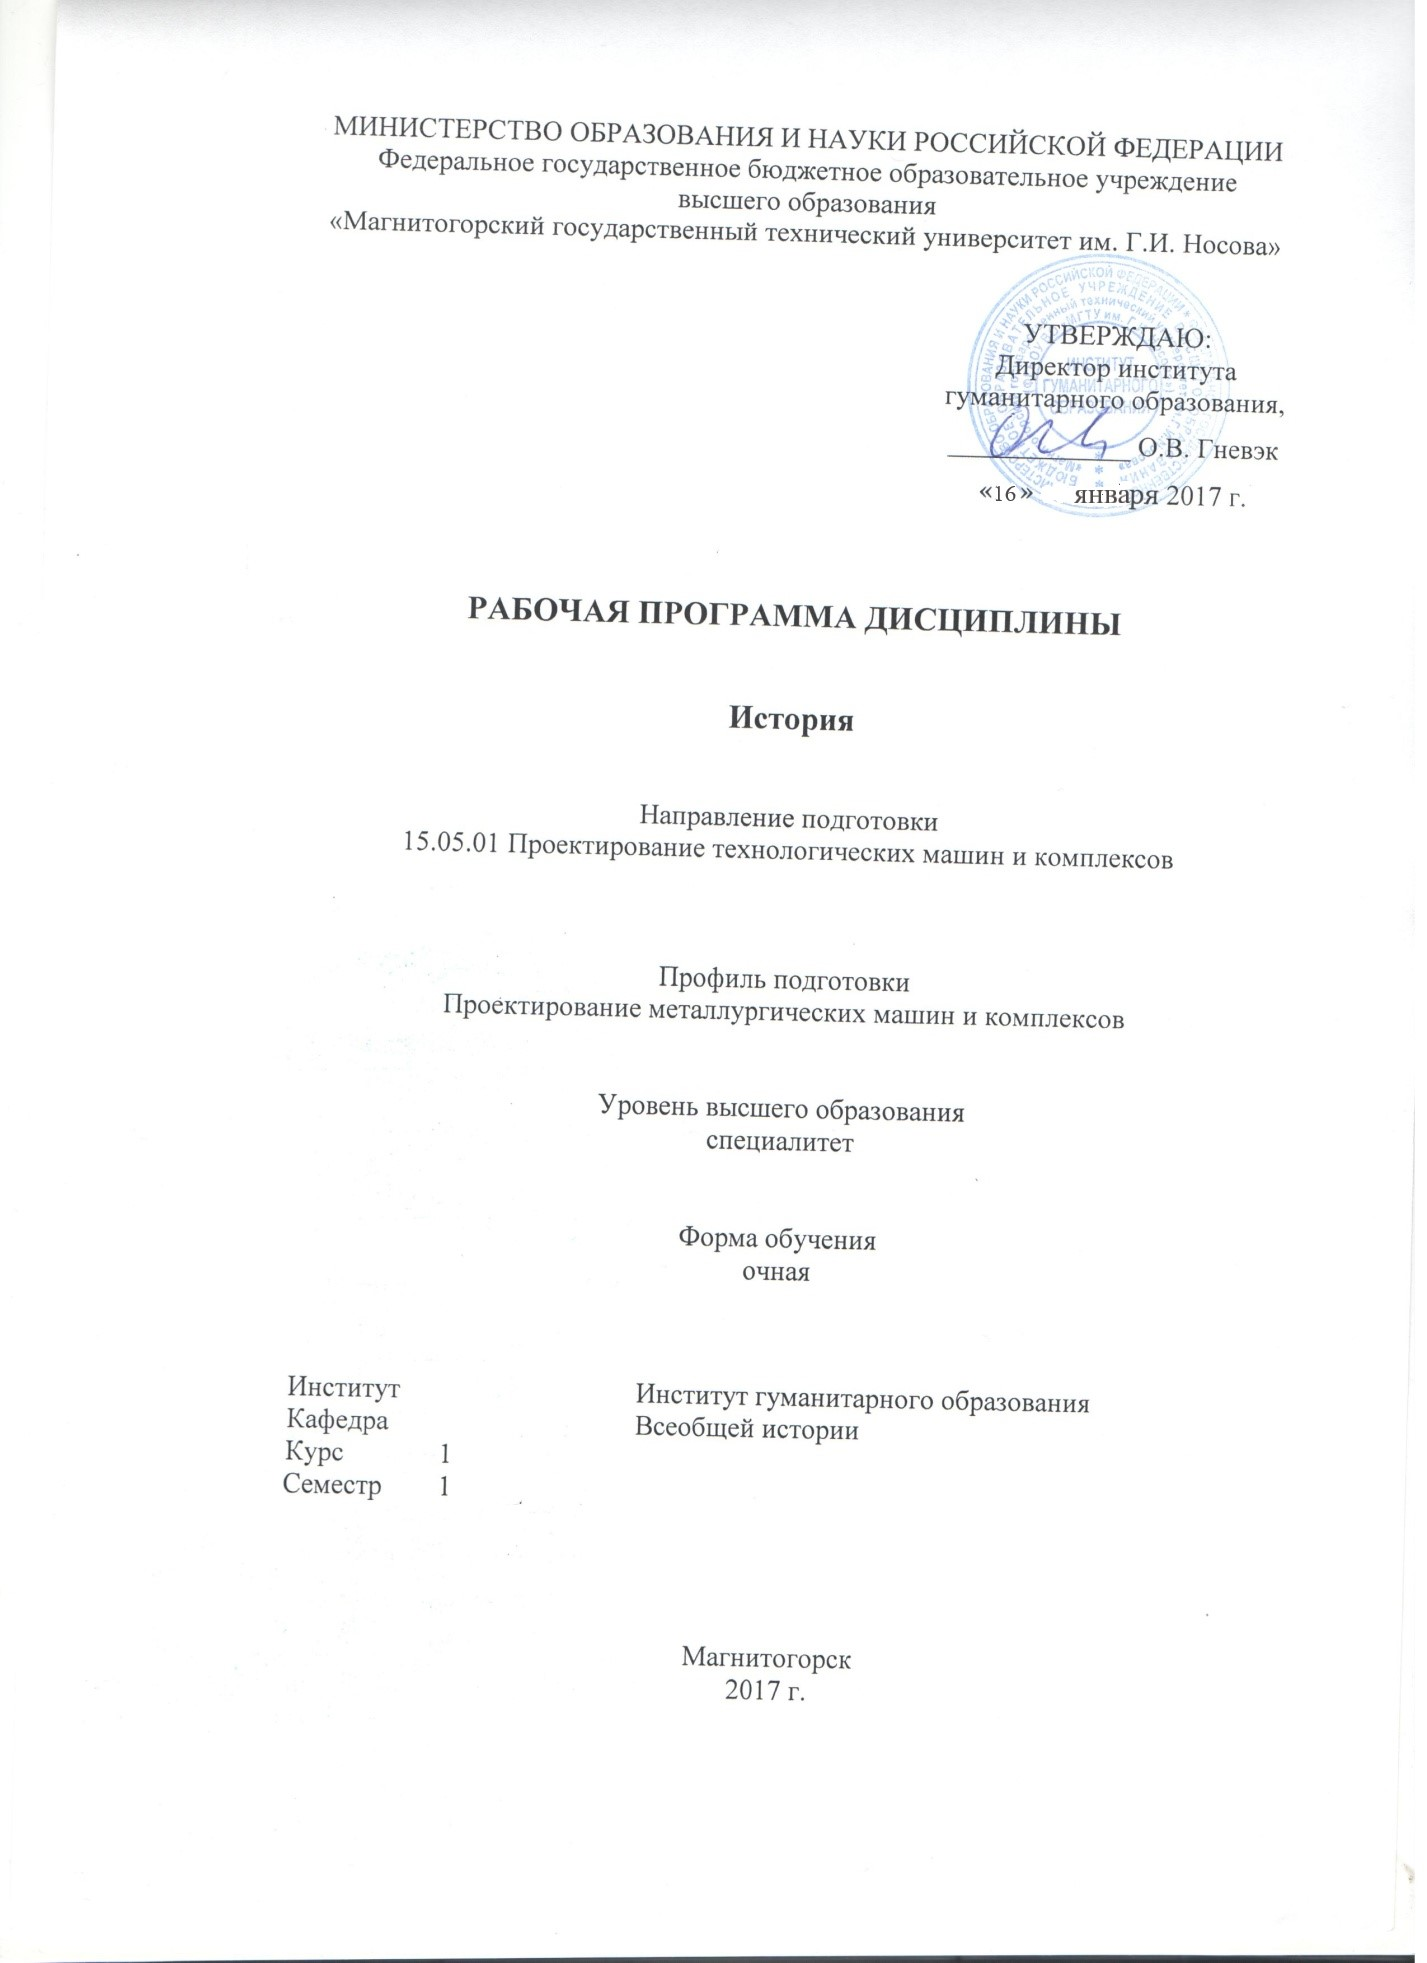 МИНИСТЕРСТВО ОБРАЗОВАНИЯ И НАУКИ РОССИЙСКОЙ ФЕДЕРАЦИИ
Федеральное государственное бюджетное образовательное учреждение
высшего образования
«Магнитогорский государственный технический университет им. Г.И. Носова»
УТВЕРЖДАЮ:
Директор института
гуманитарного образования,
О.В. Гневэк
«16» января 2017 г.
ИНСТИТУТ
ГУМАНИТАРНОГО
ОБРАЗОВАНИЯ
РАБОЧАЯ ПРОГРАММА ДИСЦИПЛИНЫ
История
Направление подготовки
15.05.01 Проектирование технологических машин и комплексов
Профиль подготовки
Проектирование металлургических машин и комплексов
Уровень высшего образования
специалитет
Форма обучения
очная
Институт Институт гуманитарного образования
Кафедра Всеобщей истории
Курс 1
Семестр 1
Магнитогорск
2017 г.